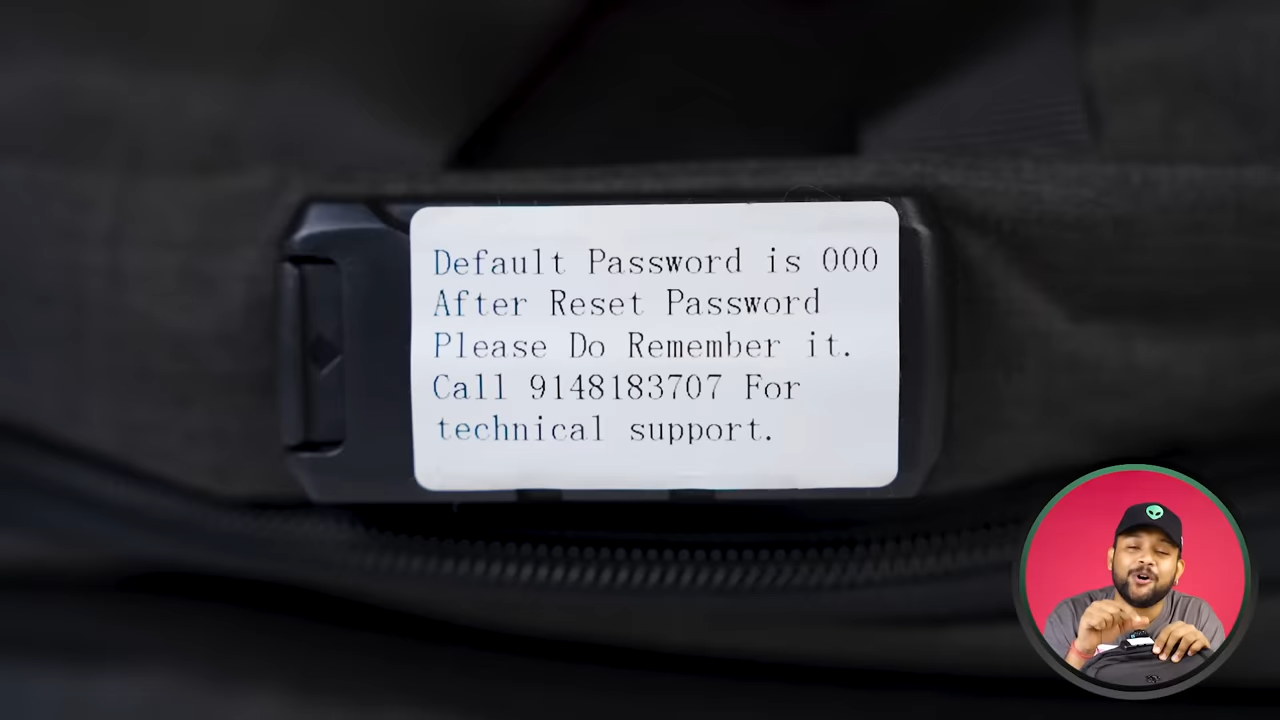 Default Password is 000
After Reset Password
Please Do Remember it.
Call 9148183707 For
technical support.